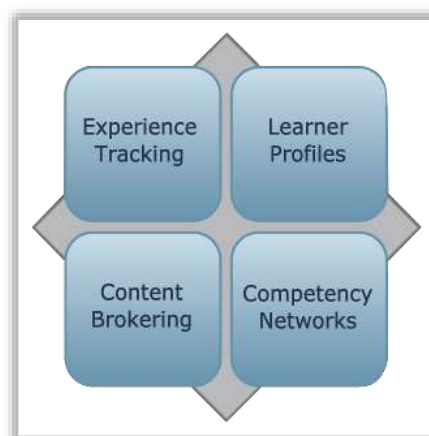 Experience
Tracking
Learner
Profiles
Content
Brokering
Competency
Networks